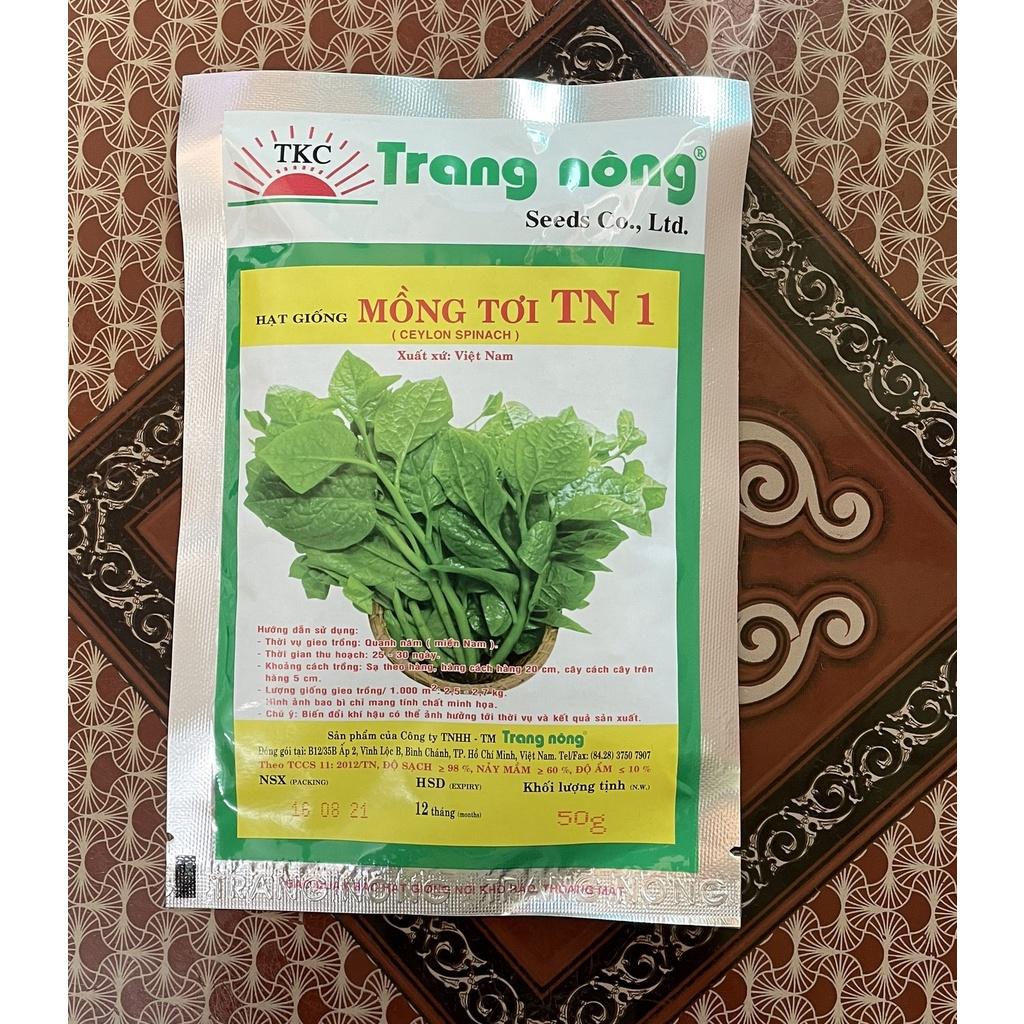 TKC
Trang nông®
Seeds Co., Ltd.
HẠT GIỐNG MỒNG TƠI TN 1
( CEYLON SPINACH )
Xuất xứ: Việt Nam
Hướng dẫn sử dụng:
- Thời vụ gieo trồng: Quanh năm ( miền Nam ).
- Thời gian thu hoạch: 25 - 30 ngày.
- Khoảng cách trồng: Sạ theo hàng, hàng cách hàng 20 cm, cây cách cây trên
hàng 5 cm.
- Lượng giống gieo trồng/ 1.000 m²: 2,5 - 2,7 kg.
- Hình ảnh bao bì chỉ mang tính chất minh họa.
- Chú ý: Biến đổi khí hậu có thể ảnh hưởng tới thời vụ và kết quả sản xuất.
Sản phẩm của Công ty TNHH - TM Trang nông®
Đóng gói tại: B12/35B Ấp 2, Vĩnh Lộc B, Bình Chánh, TP. Hồ Chí Minh, Việt Nam. Tel/Fax: (84.28) 3750 7907
Theo TCCS 11: 2012/TN, ĐỘ SẠCH ≥ 98 %, NẢY MẦM ≥ 60 %, ĐỘ ẨM ≤ 10 %
NSX (PACKING) HSD (EXPIRY) Khối lượng tịnh (N.W.)
16 08 21 12 tháng (months) 50g
TRANG NONG TRANG NONG